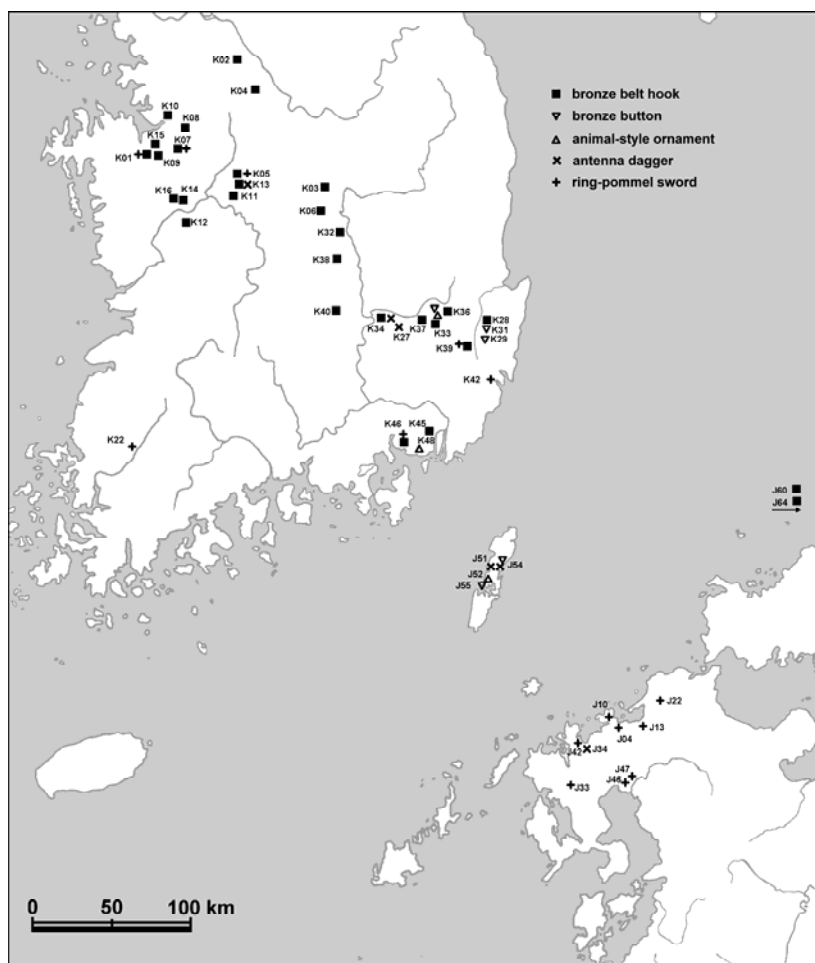 K02
K04
K10
K08
K15
K07
K01
K09
K05
K13
K11
K16
K14
K12
K03
K06
K32
K38
K40
bronze belt hook
bronze button
animal-style ornament
antenna dagger
ring-pommel sword
K34
K27
K37
K33
K36
K28
K31
K29
K39
K42
K22
K46
K45
K48
J60
J64
J51
J54
J52
J55
J22
J10
J04
J13
J42
J34
J47
J46
J33
0 50 100 km